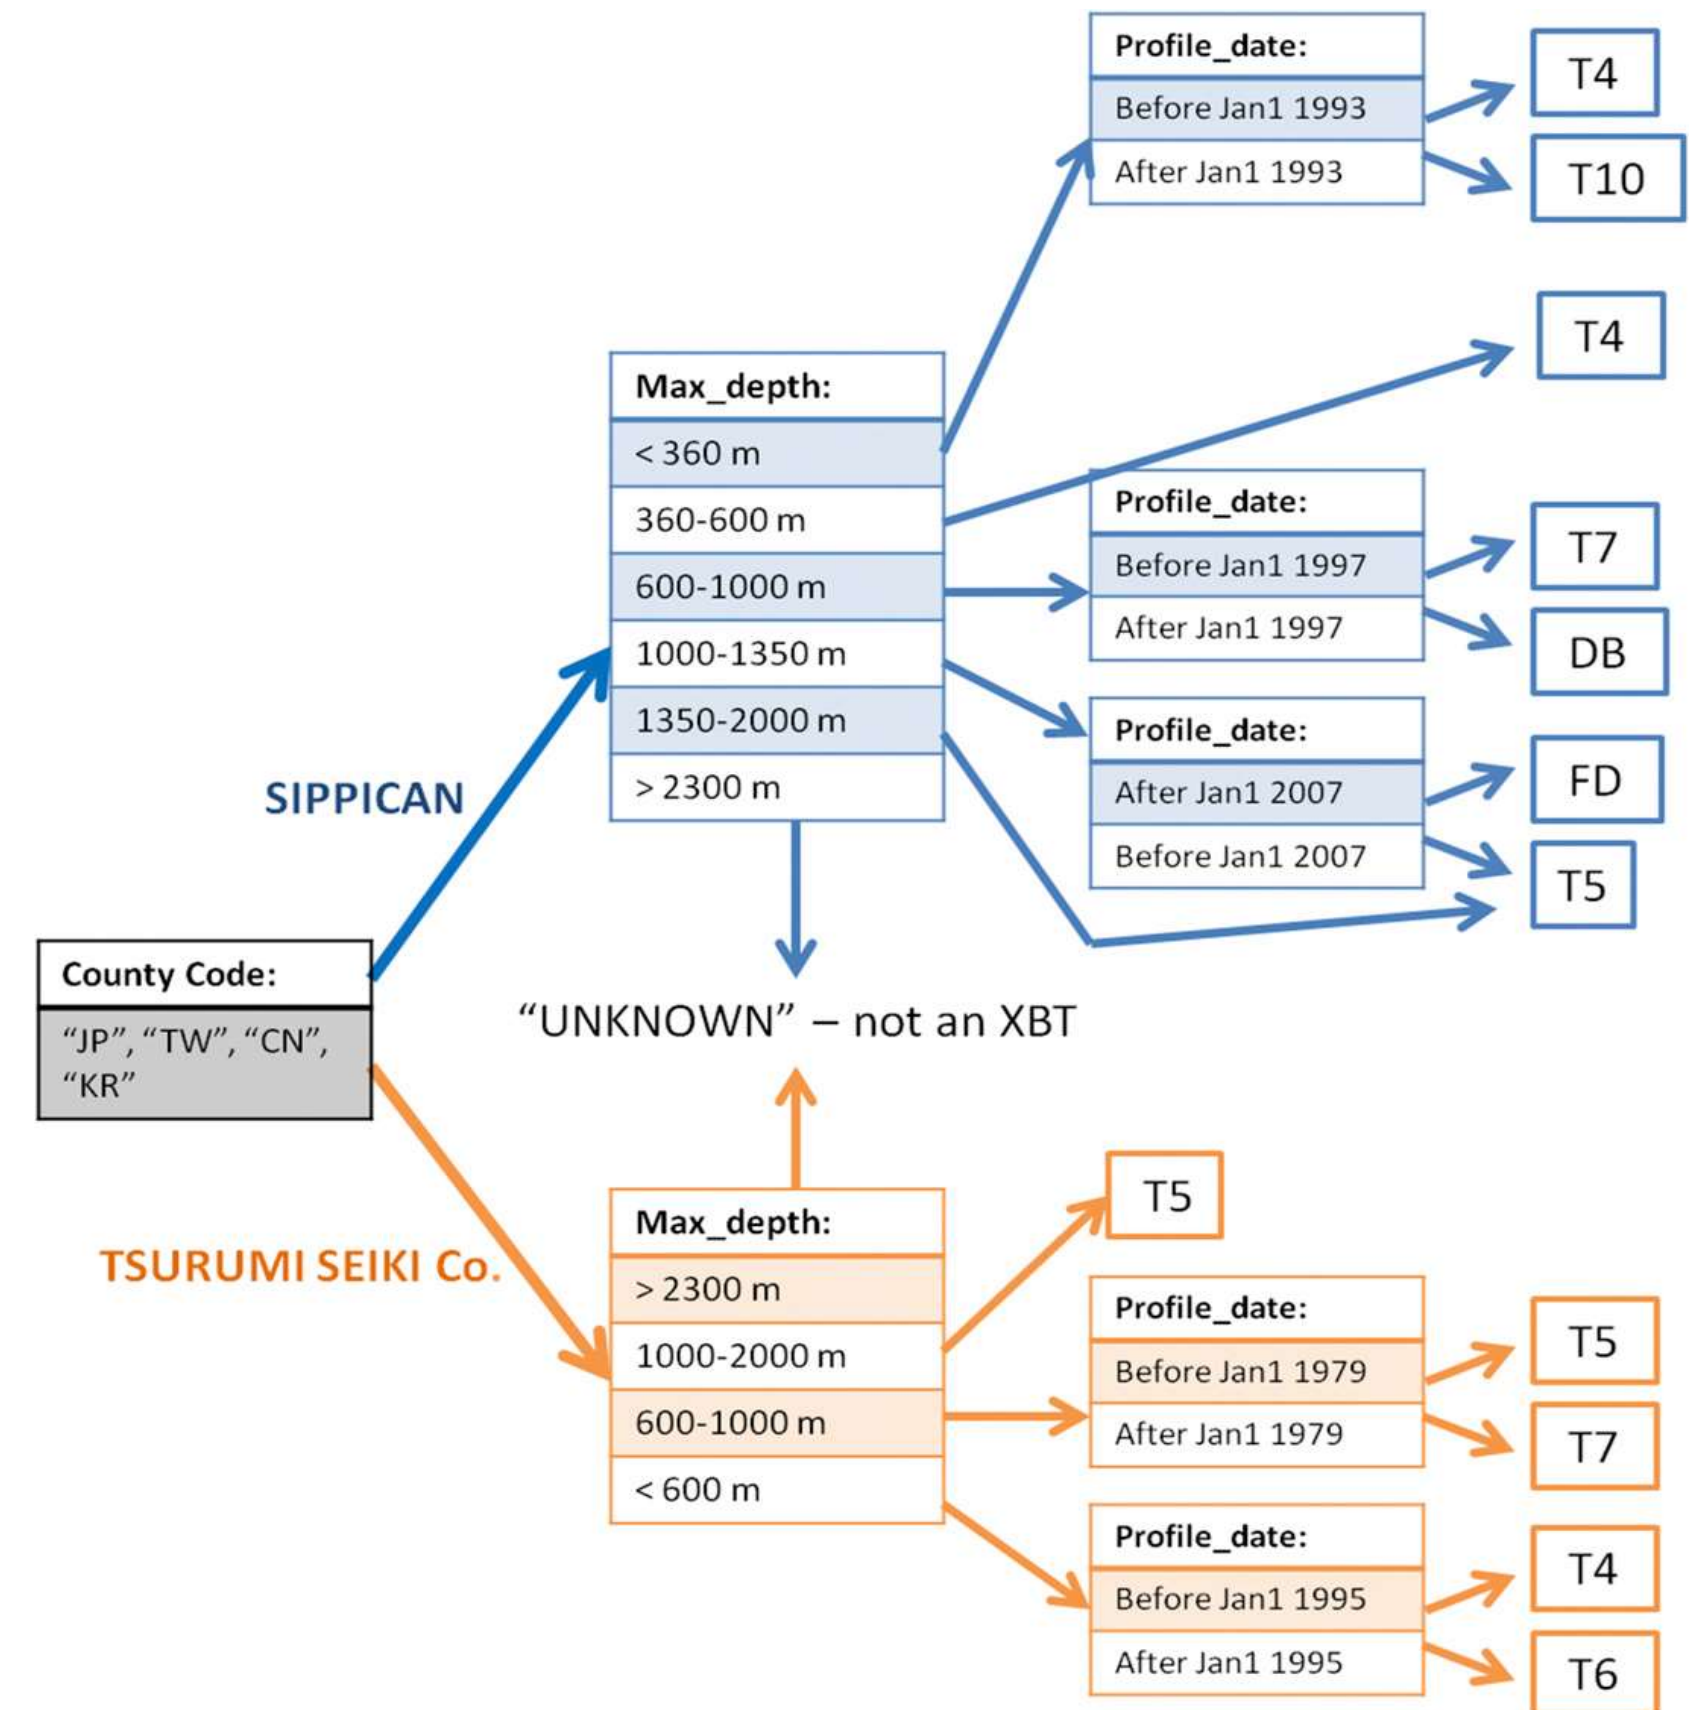 Profile_date:
Before Jan1 1993
After Jan1 1993
T4
T10
T4
Max_depth:
< 360 m
360-600 m
600-1000 m
1000-1350 m
1350-2000 m
> 2300 m
Profile_date:
Before Jan1 1997
After Jan1 1997
T7
DB
Profile_date:
After Jan1 2007
Before Jan1 2007
FD
T5
SIPPICAN
County Code:
“JP”, “TW”, “CN”,
“KR”
“UNKNOWN” – not an XBT
TSURUMI SEIKI Co.
Max_depth:
> 2300 m
1000-2000 m
600-1000 m
< 600 m
T5
Profile_date:
Before Jan1 1979
After Jan1 1979
T5
T7
Profile_date:
Before Jan1 1995
After Jan1 1995
T4
T6